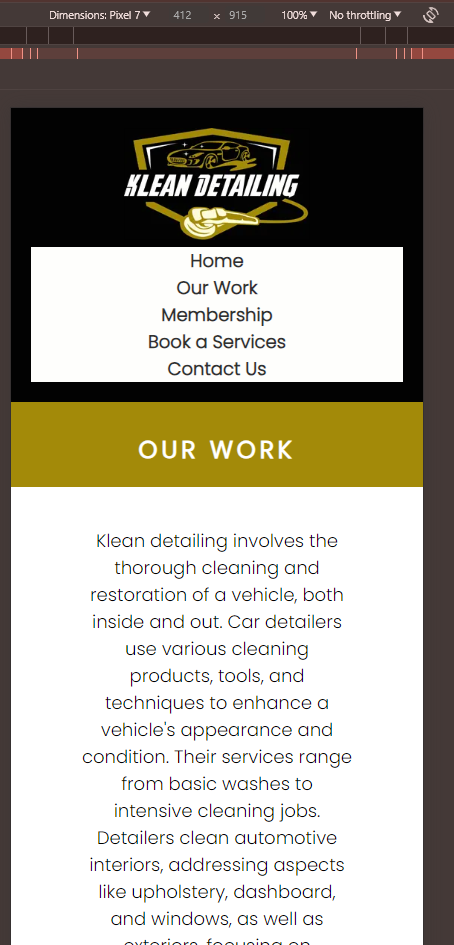 Dimensions: Pixel 7 ▼ 412 x 915 100% ▼ No throttling ▼
KLEAN DETAILING
Home
Our Work
Membership
Book a Services
Contact Us
OUR WORK
Klean detailing involves the
thorough cleaning and
restoration of a vehicle, both
inside and out. Car detailers
use various cleaning
products, tools, and
techniques to enhance a
vehicle's appearance and
condition. Their services range
from basic washes to
intensive cleaning jobs.
Detailers clean automotive
interiors, addressing aspects
like upholstery, dashboard,
and windows, as well as
exteriors, focusing on